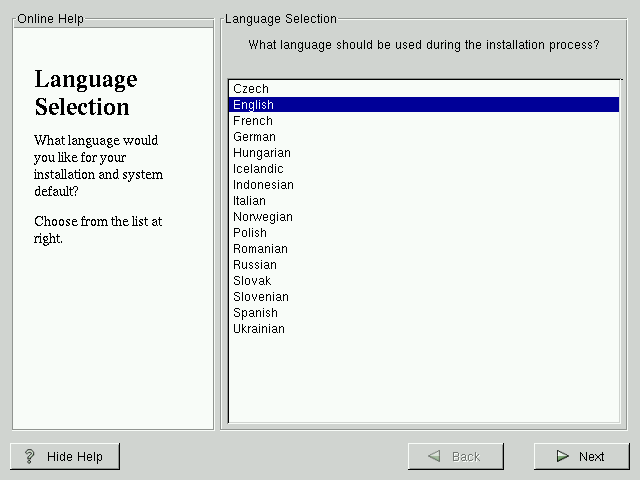 Online Help
Language
Selection
What language would
you like for your
installation and system
default?
Choose from the list at
right.
Language Selection
What language should be used during the installation process?
Czech
English
French
German
Hungarian
Icelandic
Indonesian
Italian
Norwegian
Polish
Romanian
Russian
Slovak
Slovenian
Spanish
Ukrainian
? Hide Help
Back
Next